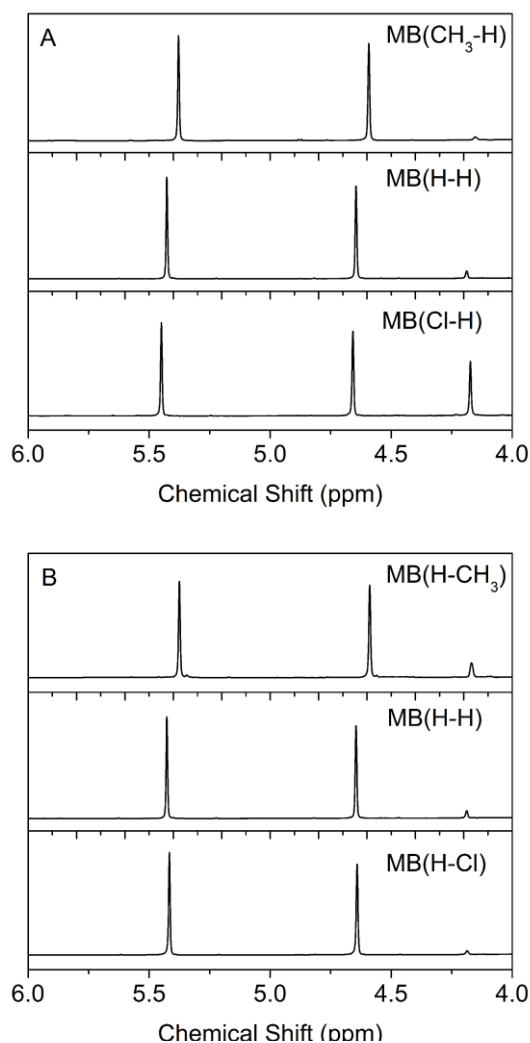 A
MB(CH₃-H)
MB(H-H)
MB(Cl-H)
6.0 5.5 5.0 4.5 4.0
Chemical Shift (ppm)
B
MB(H-CH₃)
MB(H-H)
MB(H-Cl)
6.0 5.5 5.0 4.5 4.0
Chemical Shift (ppm)